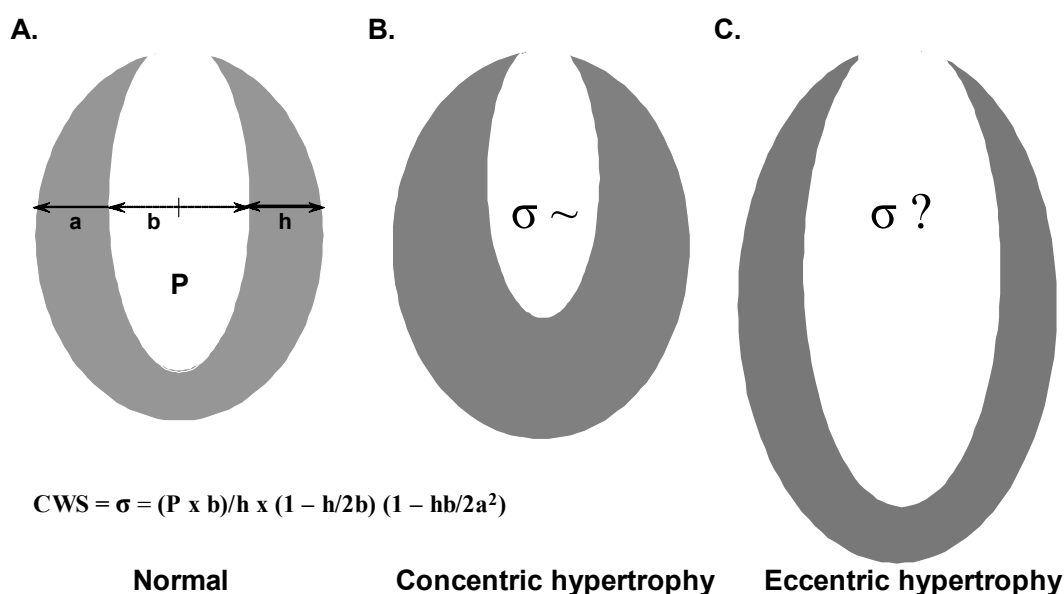 A.
B.
C.
a
b
h
P
σ ~
σ ?
CWS = σ = (P x b)/h x (1 – h/2b) (1 – hb/2a²)
Normal
Concentric hypertrophy
Eccentric hypertrophy